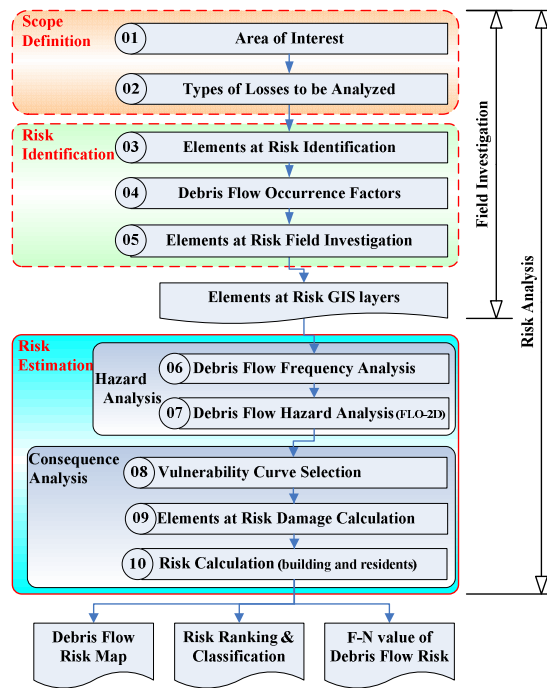 Scope
Definition
01 Area of Interest
02 Types of Losses to be Analyzed
Risk
Identification
03 Elements at Risk Identification
04 Debris Flow Occurrence Factors
05 Elements at Risk Field Investigation
Elements at Risk GIS layers
Field Investigation
Risk Analysis
Risk
Estimation
Hazard
Analysis
06 Debris Flow Frequency Analysis
07 Debris Flow Hazard Analysis (FLO-2D)
Consequence
Analysis
08 Vulnerability Curve Selection
09 Elements at Risk Damage Calculation
10 Risk Calculation (building and residents)
Debris Flow
Risk Map
Risk Ranking &
Classification
F-N value of
Debris Flow Risk